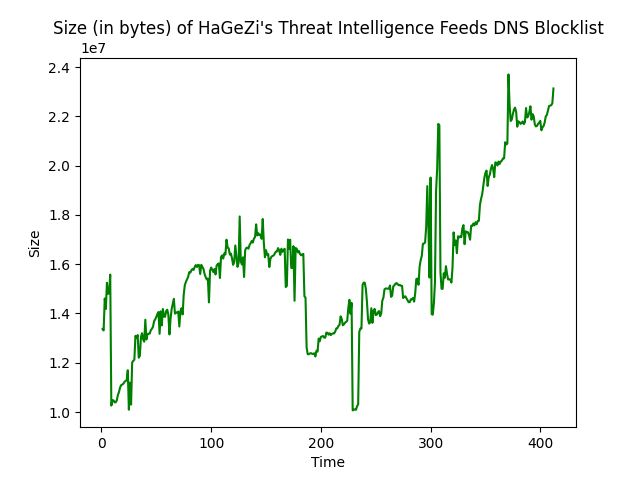 Size (in bytes) of HaGeZi's Threat Intelligence Feeds DNS Blocklist
1e7
2.4
2.2
2.0
1.8
1.6
1.4
1.2
1.0
Size
0 100 200 300 400
Time